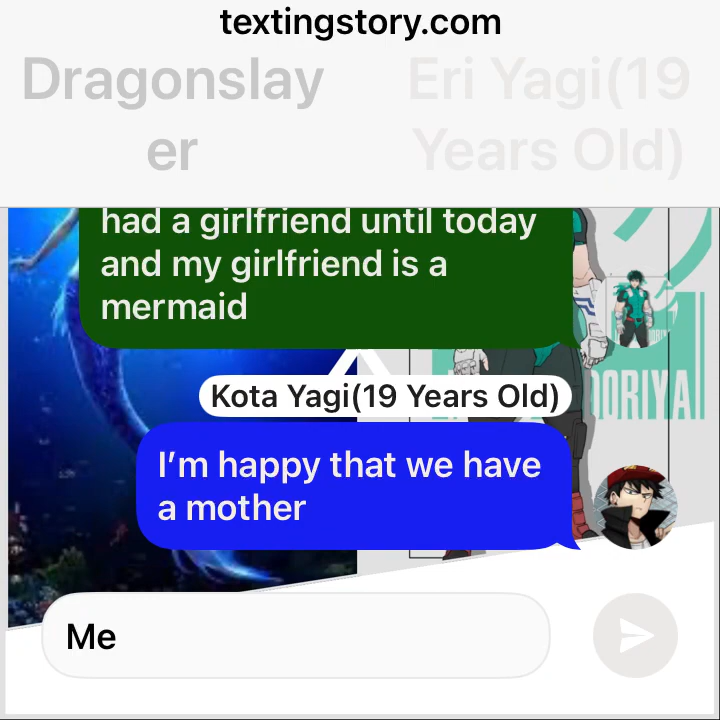 textingstory.com
Dragonslay
er
Eri Yagi(19
Years Old)
had a girlfriend until today
and my girlfriend is a
mermaid
Kota Yagi(19 Years Old)
I'm happy that we have
a mother
Me